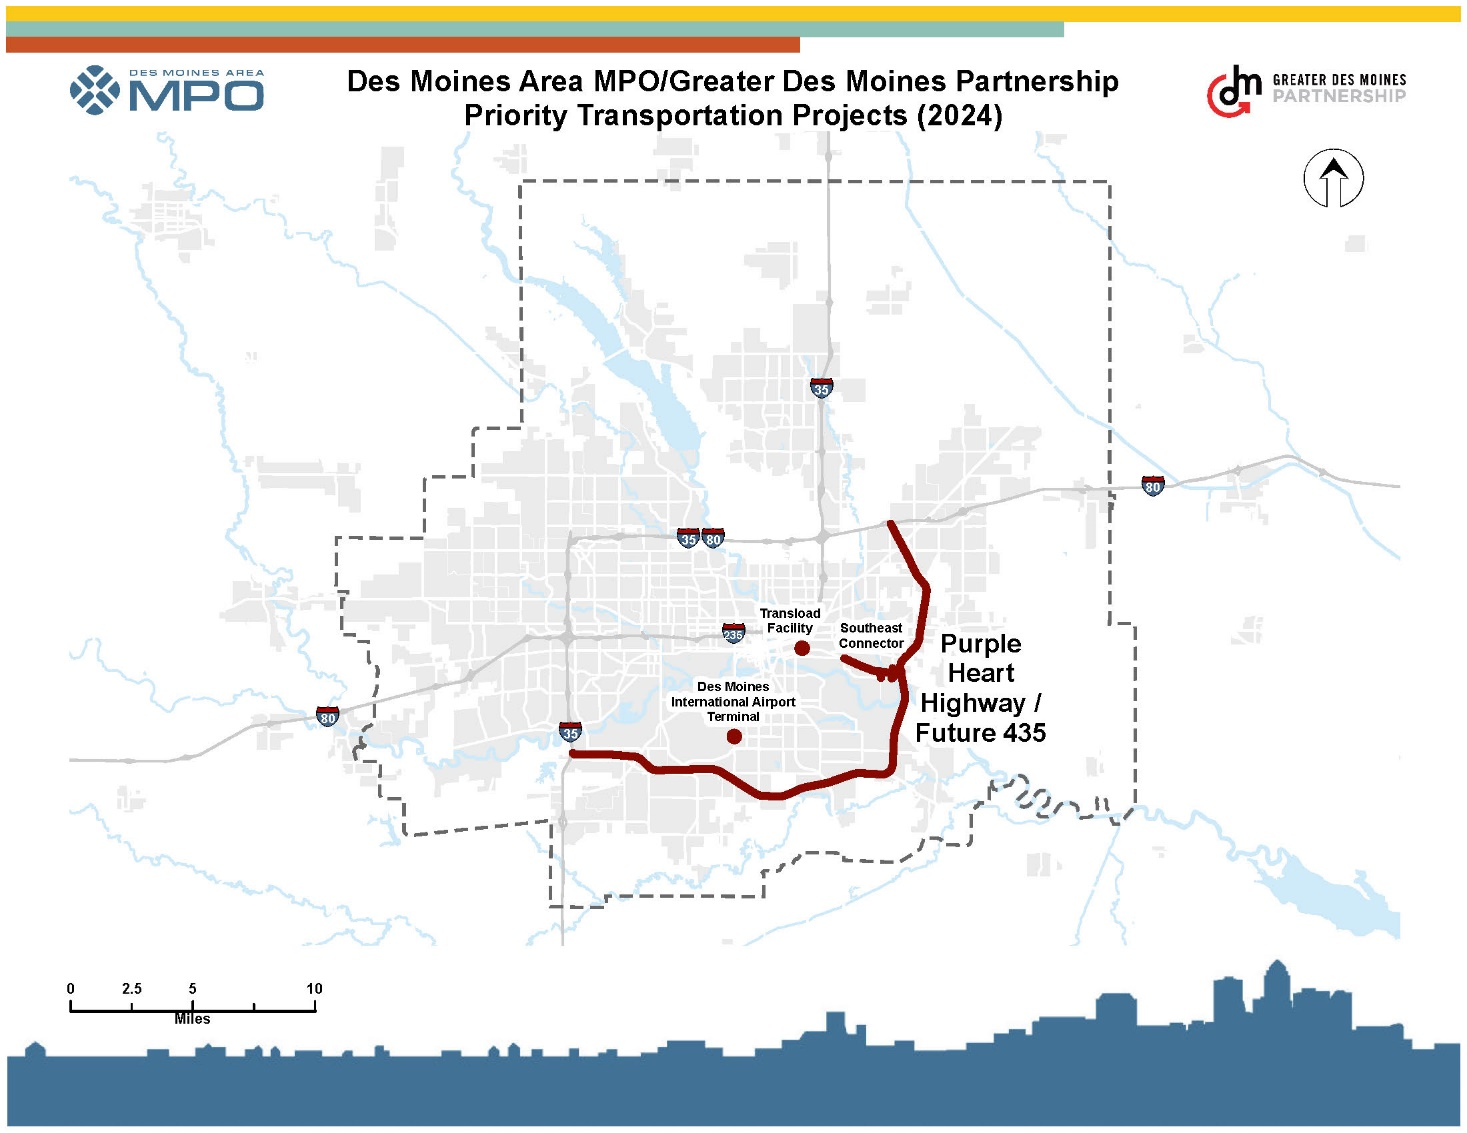 DES MOINES AREA
MPO
Des Moines Area MPO/Greater Des Moines Partnership
Priority Transportation Projects (2024)
dm
GREATER DES MOINES
PARTNERSHIP
35
80
35
80
Transload
Facility
235
Southeast
Connector
Purple
Heart
Highway /
Future 435
Des Moines
International Airport
Terminal
80
35
0
2.5
5
10
Miles